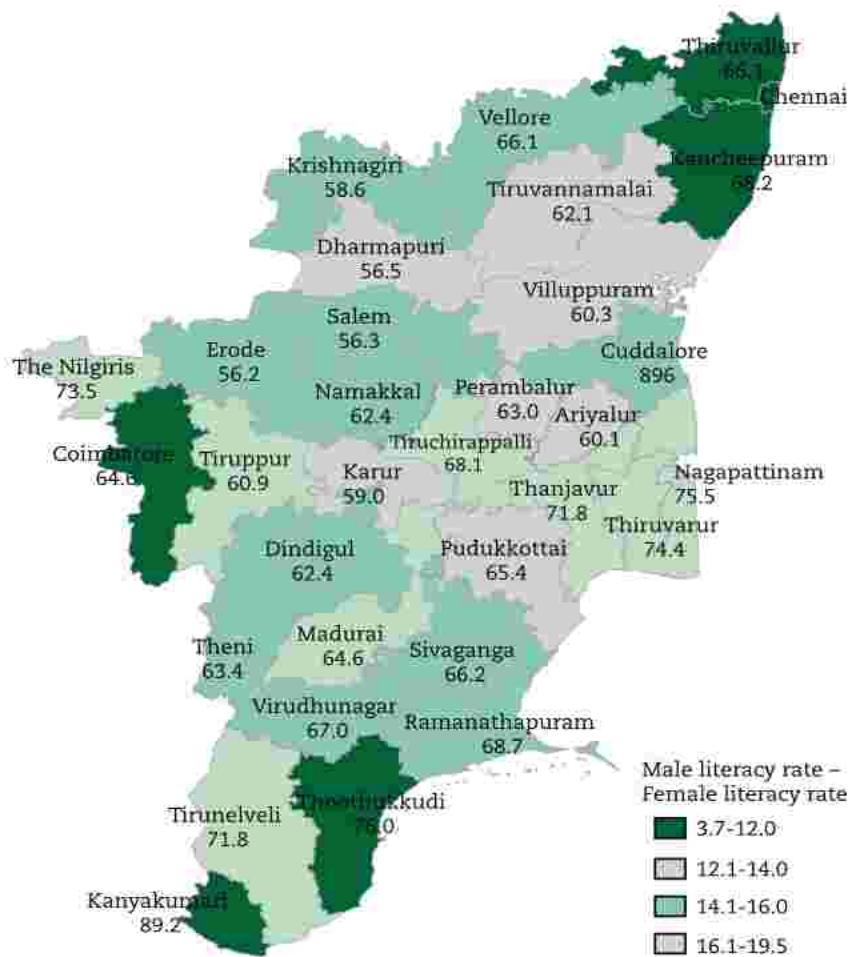 Thiruvallur
66.1
Chennai
Vellore
66.1
Kancheepuram
68.2
Krishnagiri
58.6
Tiruvannamalai
62.1
Dharmapuri
56.5
Villuppuram
60.3
Salem
56.3
Erode
56.2
Cuddalore
896
The Nilgiris
73.5
Namakkal
62.4
Perambalur
63.0
Ariyalur
60.1
Tiruchirappalli
68.1
Coimbatore
64.6
Tiruppur
60.9
Karur
59.0
Nagapattinam
75.5
Thanjavur
71.8
Thiruvarur
74.4
Dindigul
62.4
Pudukkottai
65.4
Madurai
64.6
Theni
63.4
Sivaganga
66.2
Virudhunagar
67.0
Ramanathapuram
68.7
Tirunelveli
71.8
Thoothukkudi
76.0
Kanyakumari
89.2
Male literacy rate –
Female literacy rate
3.7-12.0
12.1-14.0
14.1-16.0
16.1-19.5